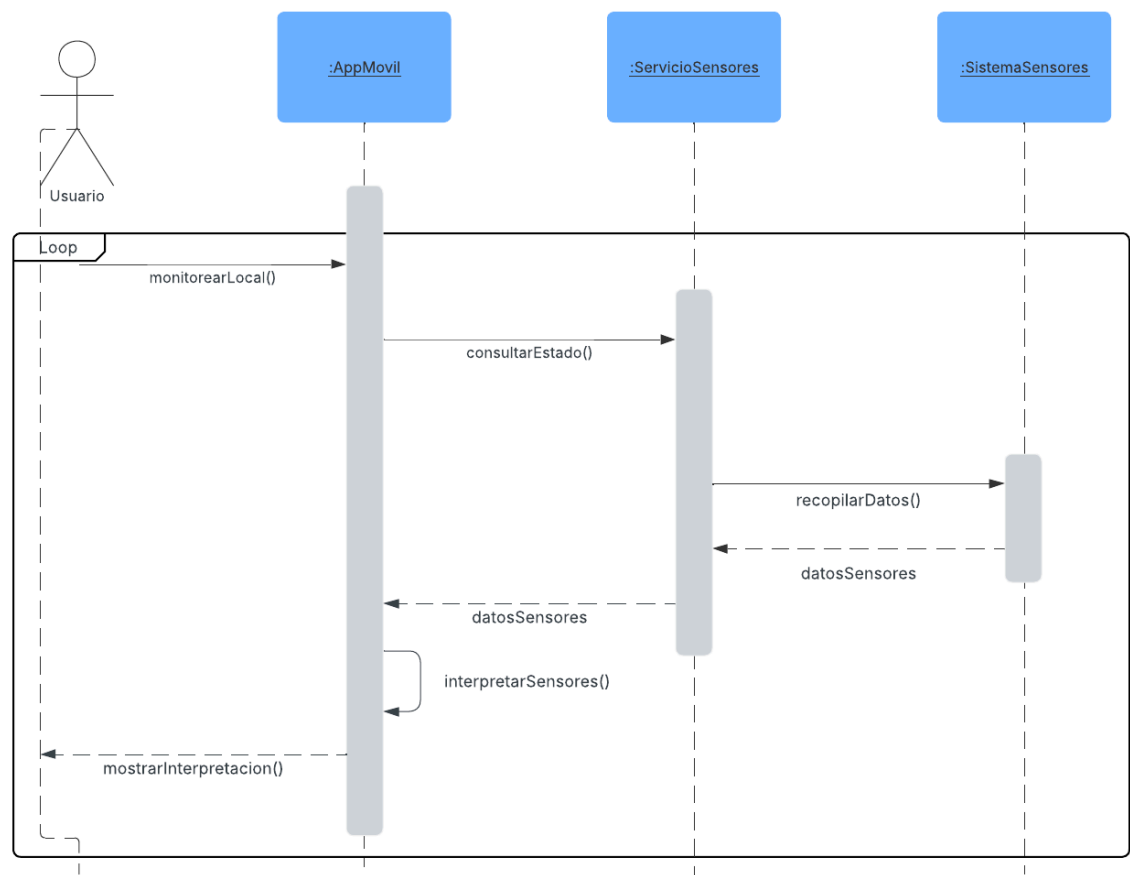 :AppMovil
:ServicioSensores
:SistemaSensores
Usuario
Loop
monitorearLocal()
consultarEstado()
recopilarDatos()
datosSensores
datosSensores
interpretarSensores()
mostrarInterpretacion()